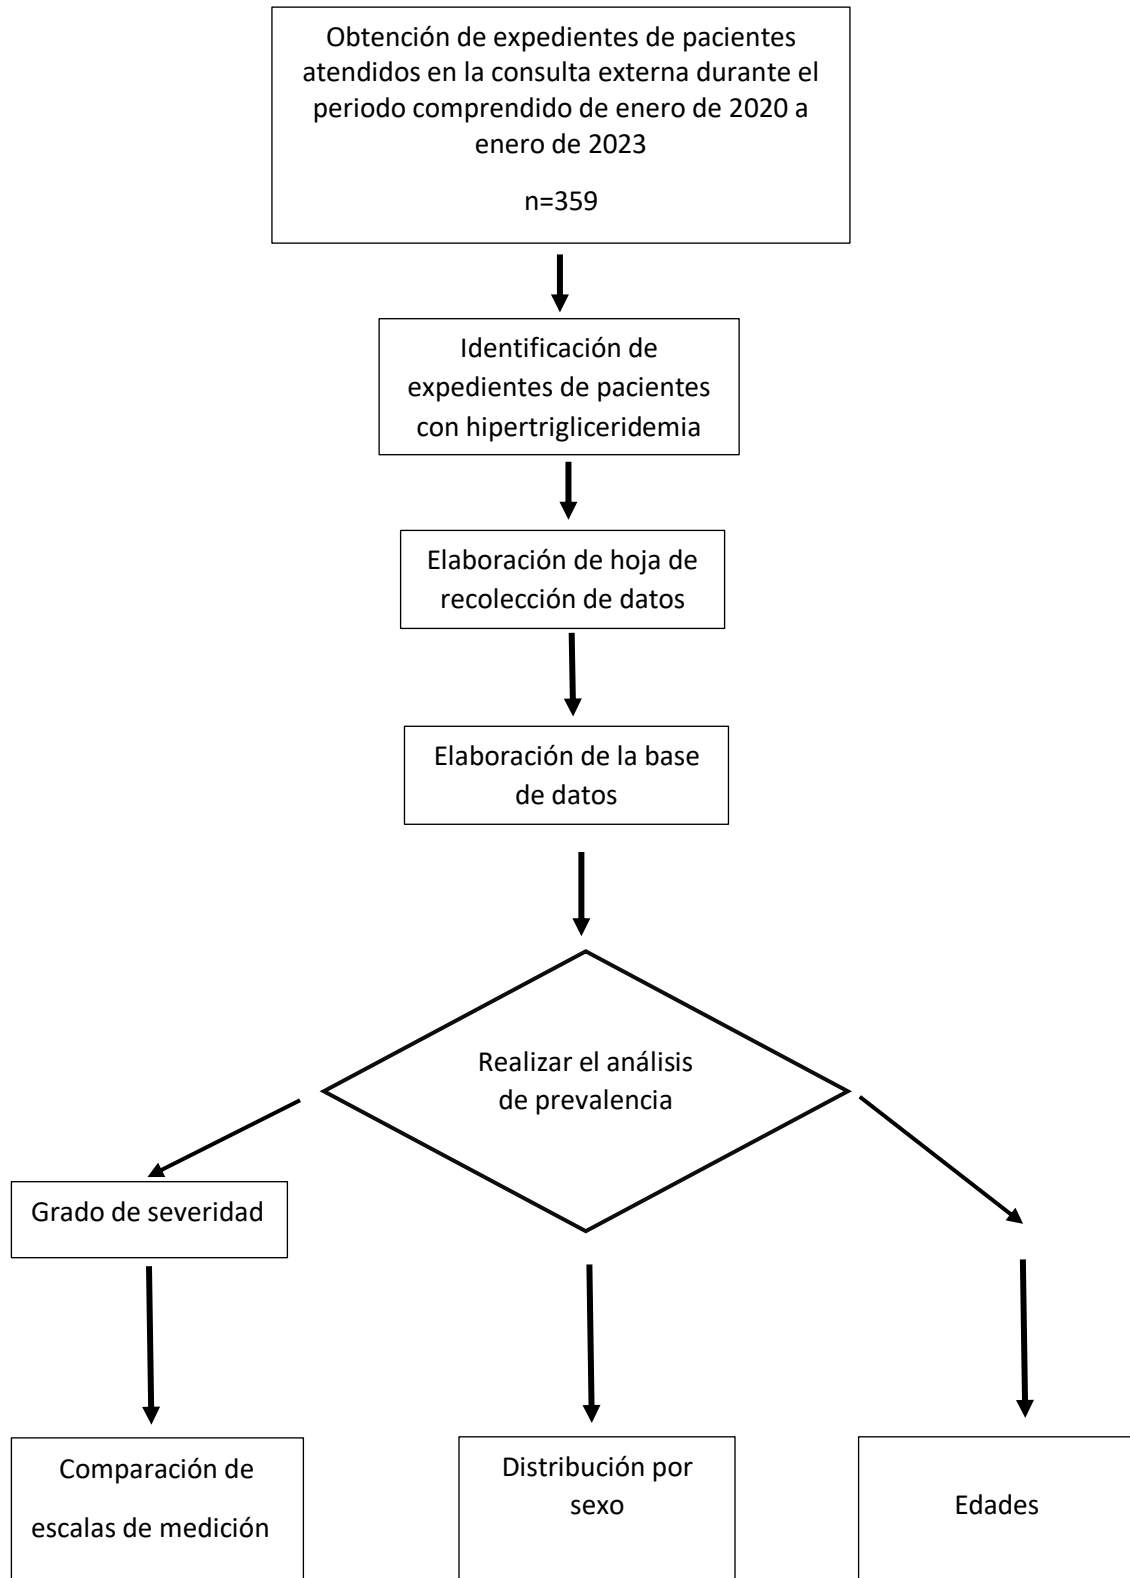 Obtención de expedientes de pacientes
atendidos en la consulta externa durante el
periodo comprendido de enero de 2020 a
enero de 2023
n=359
Identificación de
expedientes de pacientes
con hipertrigliceridemia
Elaboración de hoja de
recolección de datos
Elaboración de la base
de datos
Realizar el análisis
de prevalencia
Grado de severidad
Comparación de
escalas de medición
Distribución por
sexo
Edades